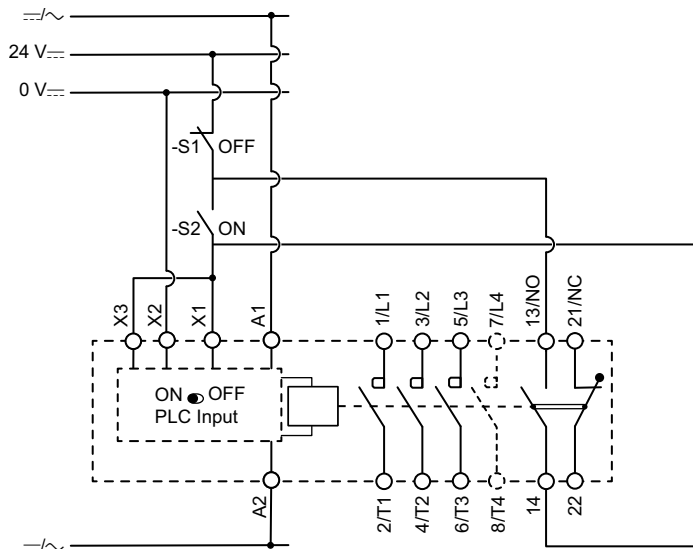 ⎓/∼
24 V⎓
0 V⎓
-S1 OFF
-S2 ON
X3
X2
X1
A1
1/L1
3/L2
5/L3
7/L4
13/NO
21/NC
ON OFF
PLC Input
A2
2/T1
4/T2
6/T3
8/T4
14
22
⎓/∼